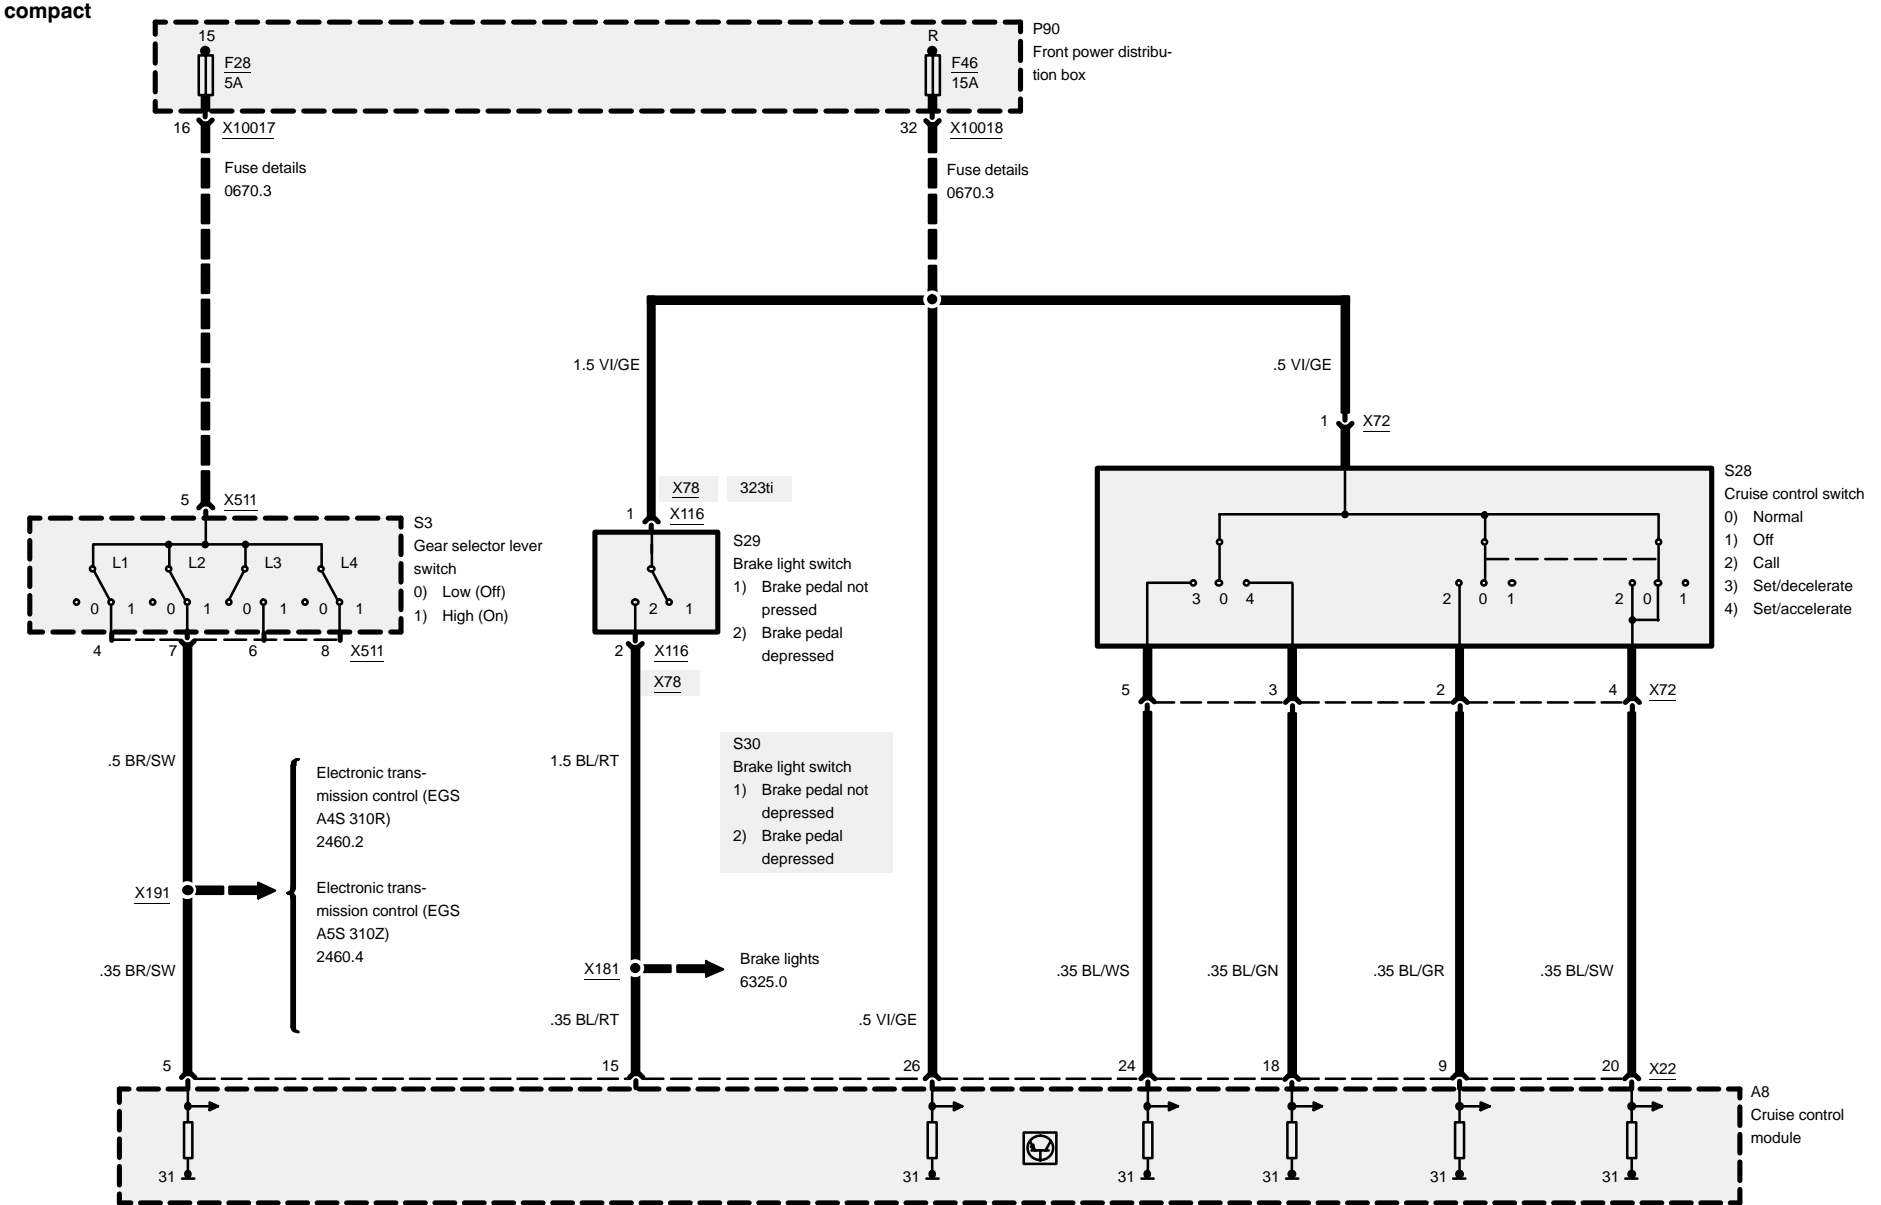 compact
15
F28
5A
R
F46
15A
P90
Front power distribu-
tion box
16 X10017
32 X10018
Fuse details
0670.3
Fuse details
0670.3
1.5 VI/GE
.5 VI/GE
1 X72
5 X511
S3
Gear selector lever
switch
0) Low (Off)
1) High (On)
L1 L2 L3 L4
0 1 0 1 0 1 0 1
4 7 6 8 X511
X78 323ti
1 X116
S29
Brake light switch
1) Brake pedal not
pressed
2) Brake pedal
depressed
2 1
2 X116
X78
S28
Cruise control switch
0) Normal
1) Off
2) Call
3) Set/decelerate
4) Set/accelerate
3 0 4 2 0 1 2 0 1
5 3 2 4 X72
S30
Brake light switch
1) Brake pedal not
depressed
2) Brake pedal
depressed
.5 BR/SW
1.5 BL/RT
Electronic trans-
mission control (EGS
A4S 310R)
2460.2
Electronic trans-
mission control (EGS
A5S 310Z)
2460.4
X191
X181
Brake lights
6325.0
.35 BR/SW
.35 BL/RT
.5 VI/GE
.35 BL/WS
.35 BL/GN
.35 BL/GR
.35 BL/SW
5 15 26 24 18 9 20 X22
A8
Cruise control
module
31 31 31 31 31 31